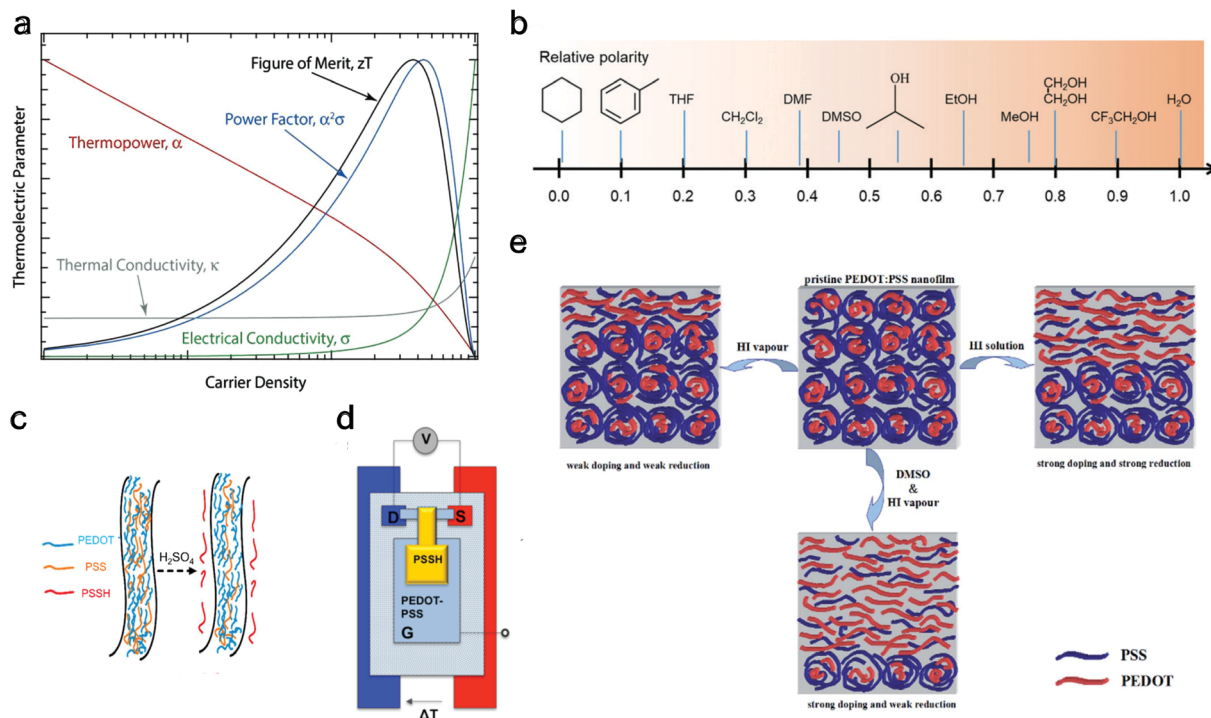 a
Thermoelectric Parameter
Figure of Merit, zT
Power Factor, α²σ
Thermopower, α
Thermal Conductivity, κ
Electrical Conductivity, σ
Carrier Density
b
Relative polarity
THF
CH₂Cl₂
DMF
DMSO
OH
EtOH
MeOH
CH₂OH
CH₂OH
CF₃CH₂OH
H₂O
0.0 0.1 0.2 0.3 0.4 0.5 0.6 0.7 0.8 0.9 1.0
c
PEDOT
PSS
PSSH
H₂SO₄
d
V
D
S
PSSH
PEDOT-
PSS
G
ΔT
e
pristine PEDOT:PSS nanofilm
HI vapour
HI solution
weak doping and weak reduction
strong doping and strong reduction
DMSO
&
HI vapour
strong doping and weak reduction
PSS
PEDOT